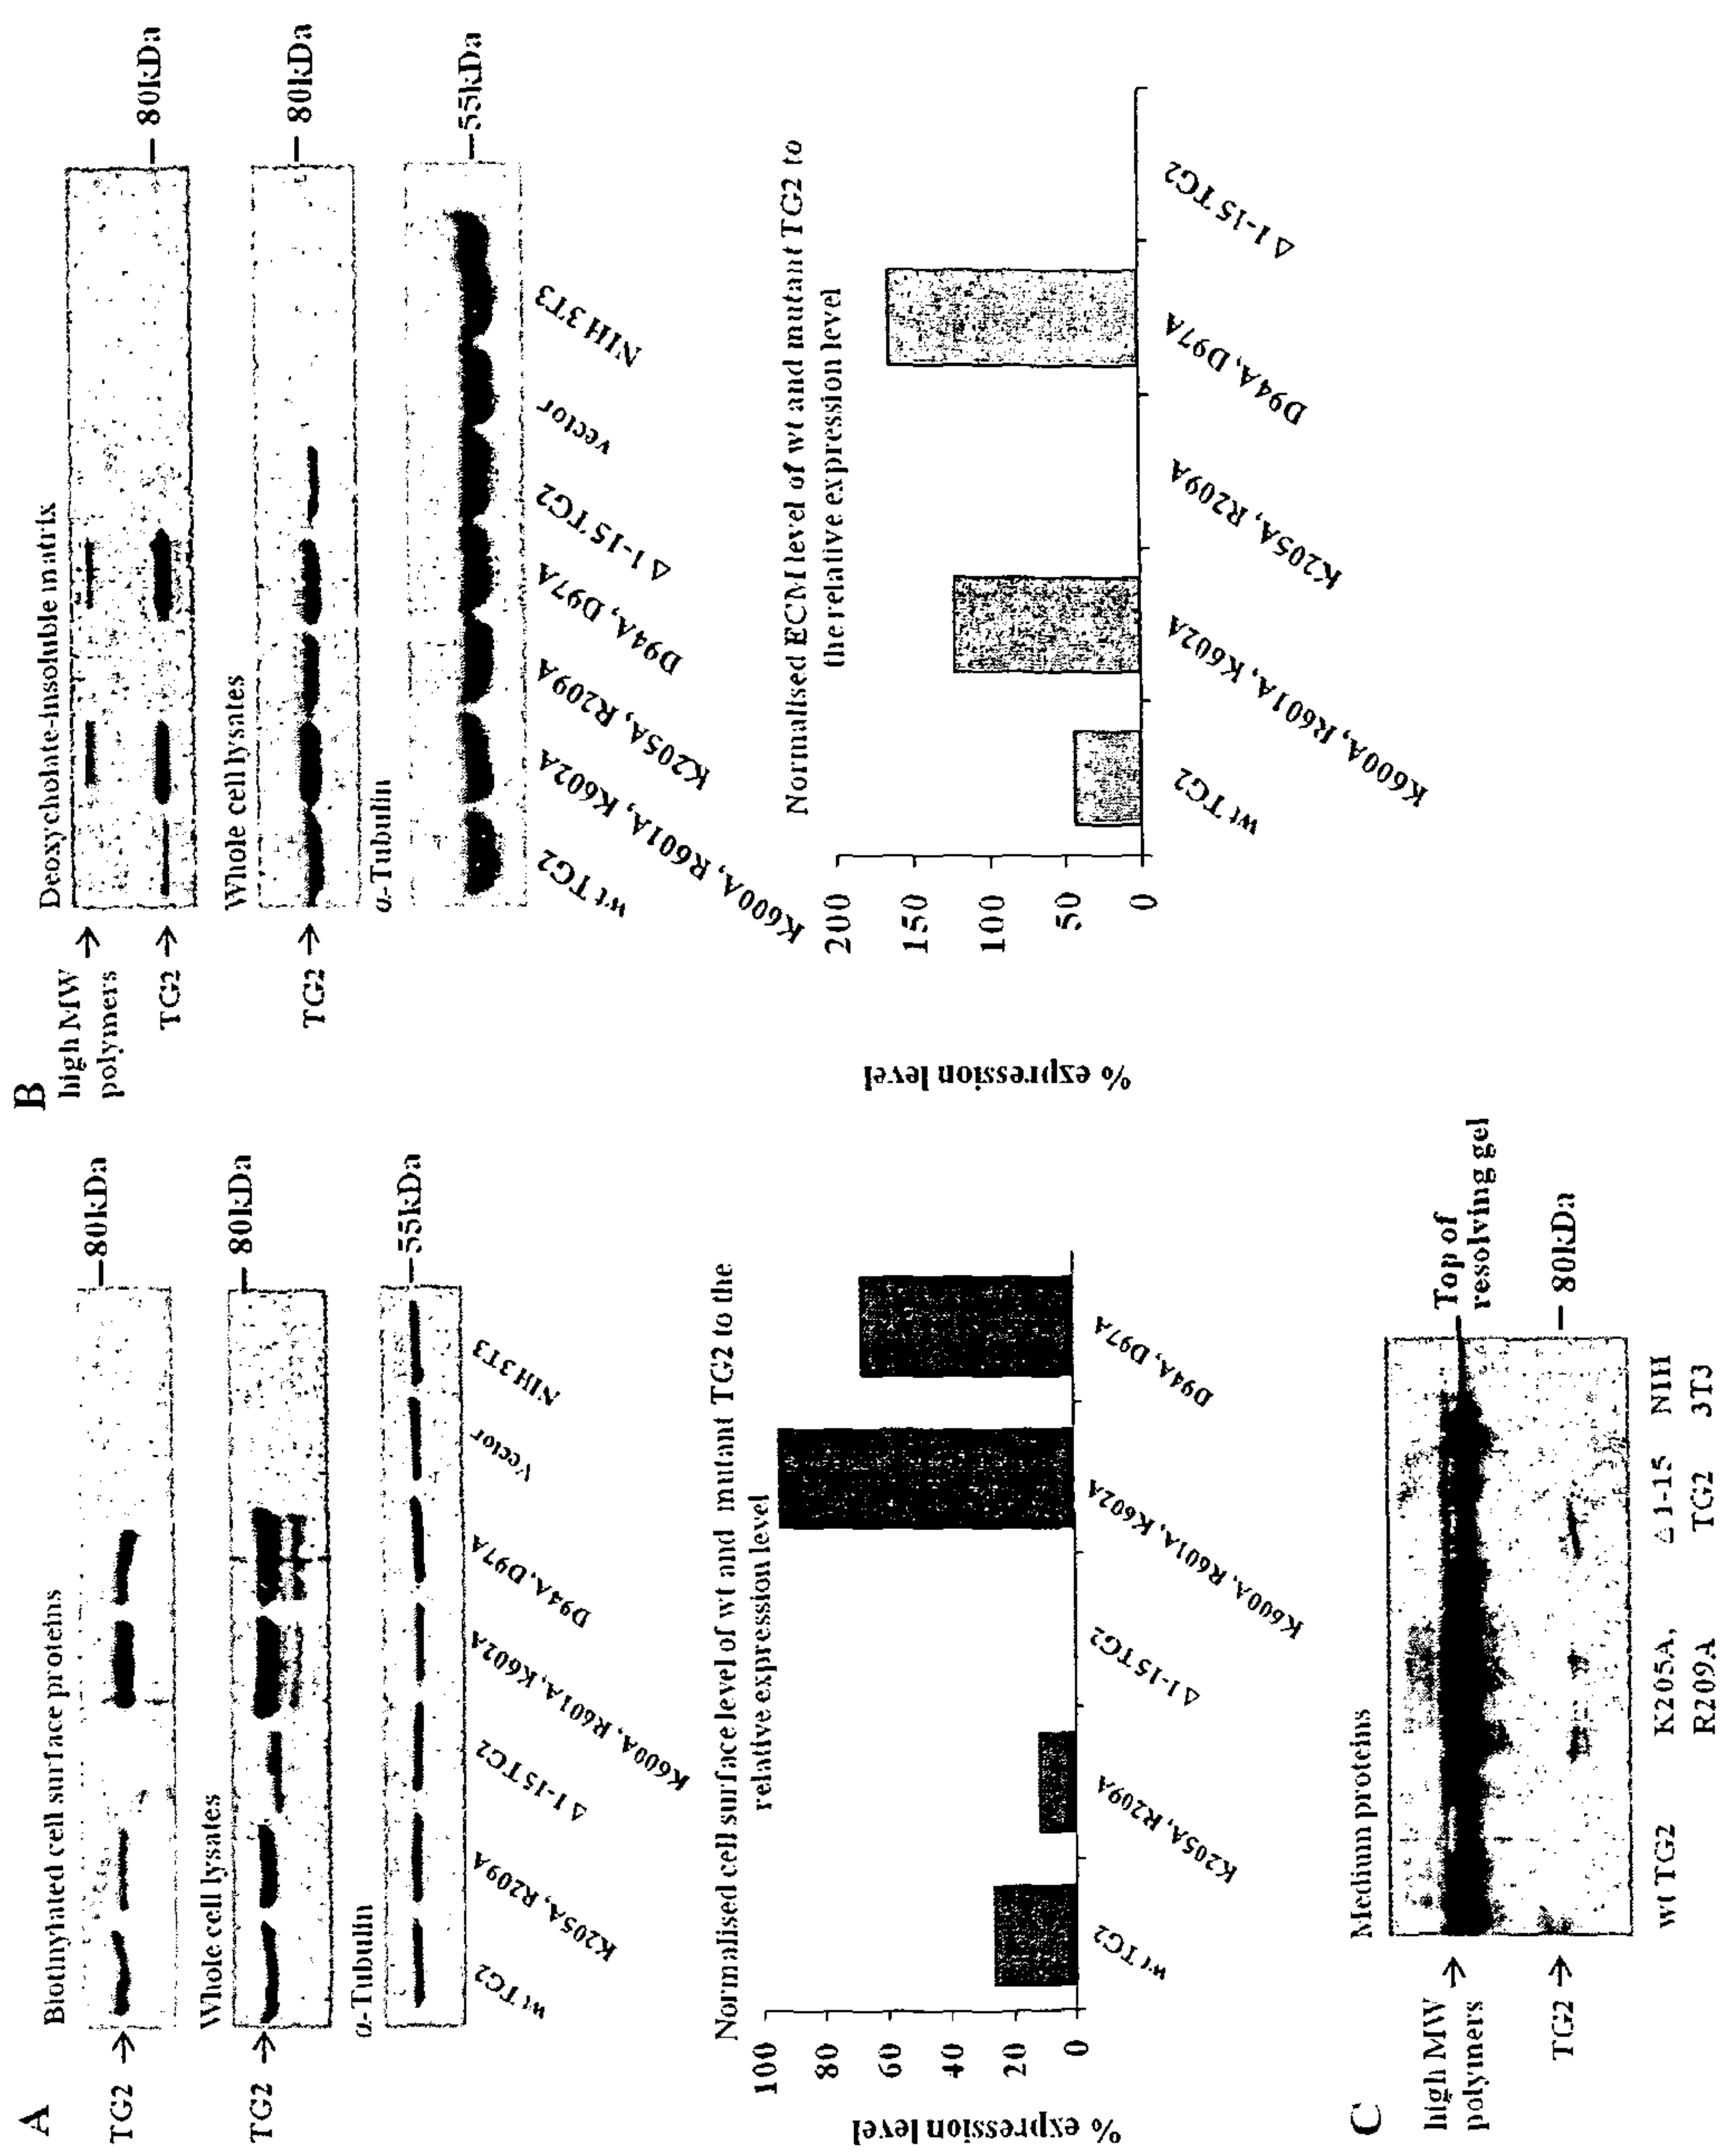 A
Biotinylated cell surface proteins
TG2
80kDa
Whole cell lysates
TG2
80kDa
α-Tubulin
55kDa
wt TG2
K205A, R209A
Δ1-15 TG2
K600A, R601A, K602A
D94A, D97A
Vector
NIH3T3
Normalised cell surface level of wt and mutant TG2 to the
relative expression level
% expression level
100
80
60
40
20
0
wt TG2
K205A, R209A
Δ1-15 TG2
K600A, R601A, K602A
D94A, D97A
B
Deoxycholate-insoluble matrix
high MW
polymers
TG2
80kDa
Whole cell lysates
TG2
80kDa
α-Tubulin
55kDa
wt TG2
K600A, R601A, K602A
K205A, R209A
D94A, D97A
Δ1-15 TG2
vector
NIH 3T3
Normalised ECM level of wt and mutant TG2 to
the relative expression level
% expression level
200
150
100
50
0
wt TG2
K600A, R601A, K602A
K205A, R209A
D94A, D97A
Δ1-15 TG2
C
Medium proteins
high MW
polymers
Top of
resolving gel
TG2
80kDa
wt TG2 K205A, Δ1-15 NIH
R209A TG2 3T3